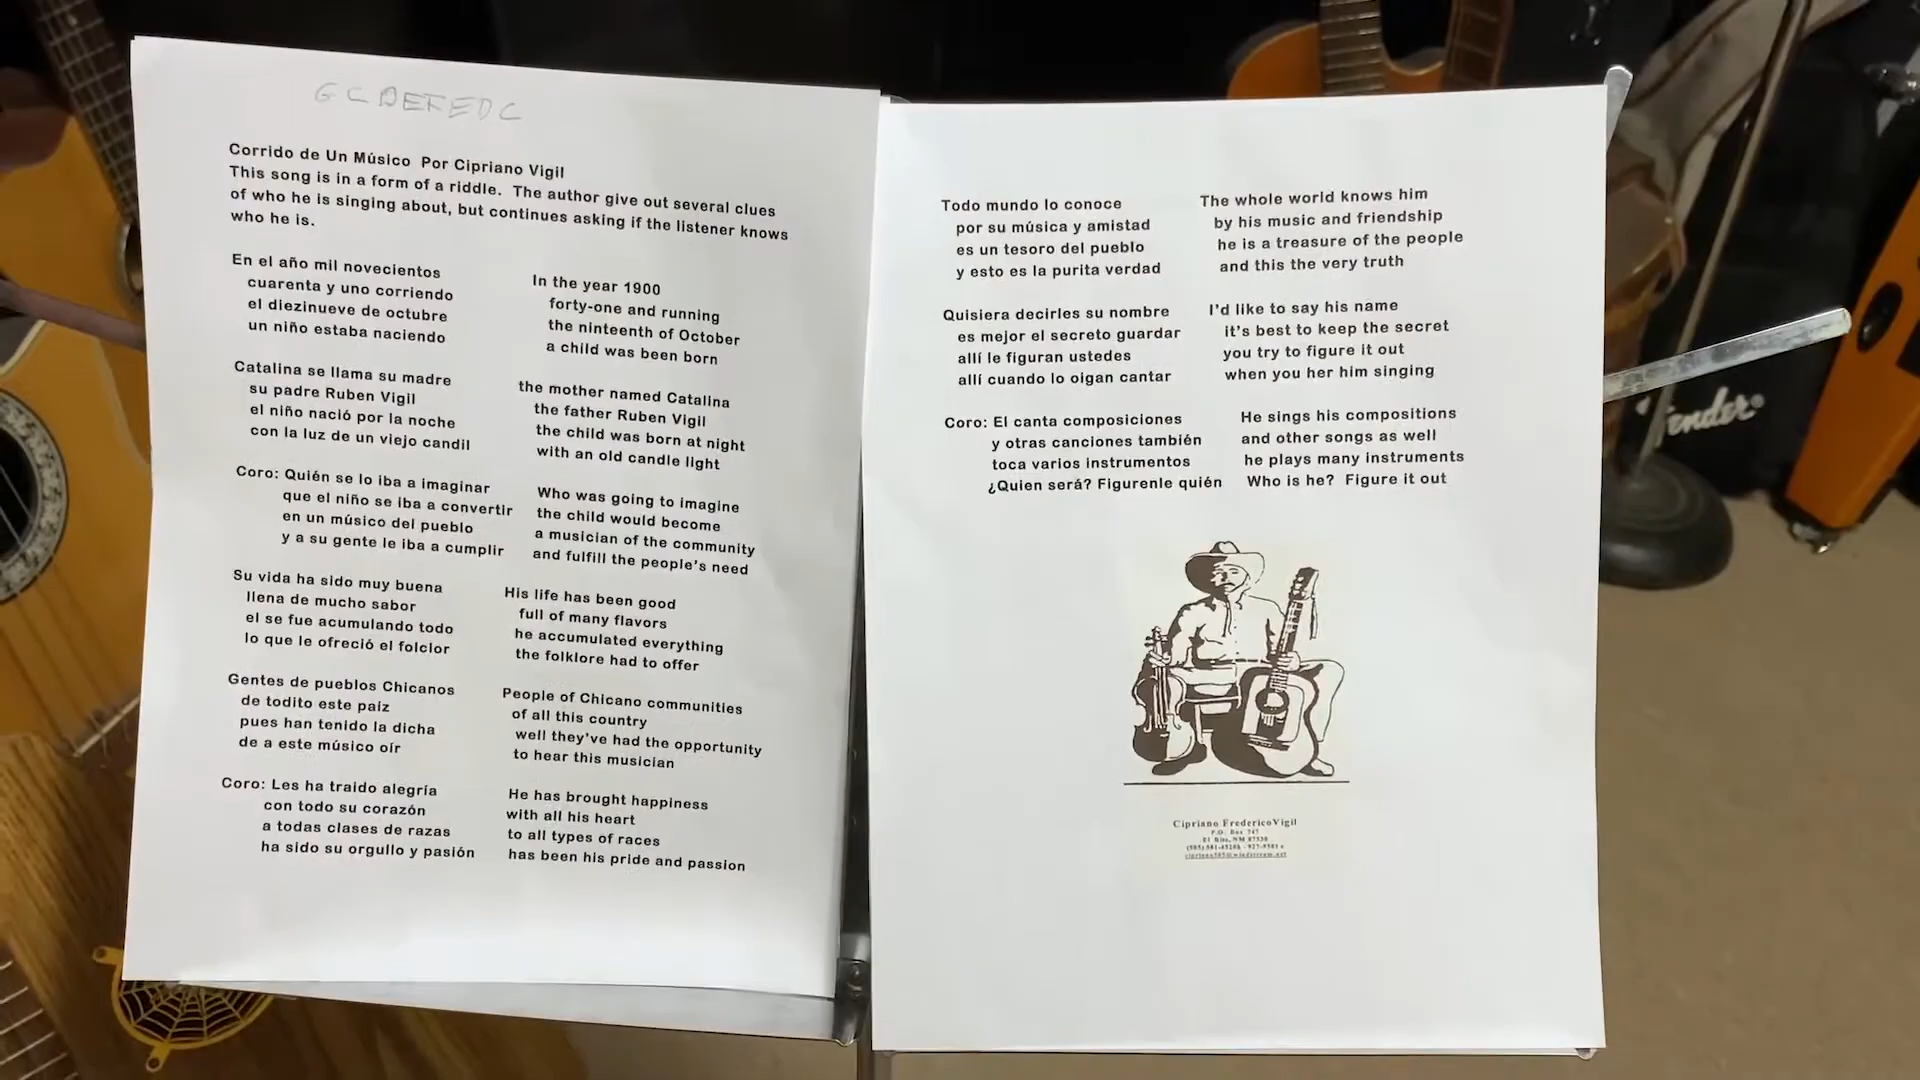 G C D E F E D C
Corrido de Un Músico Por Cipriano Vigil
This song is in a form of a riddle. The author give out several clues
of who he is singing about, but continues asking if the listener knows
who he is.
En el año mil novecientos
cuarenta y uno corriendo
el diezinueve de octubre
un niño estaba naciendo
In the year 1900
forty-one and running
the ninteenth of October
a child was been born
Catalina se llama su madre
su padre Ruben Vigil
el niño nació por la noche
con la luz de un viejo candil
the mother named Catalina
the father Ruben Vigil
the child was born at night
with an old candle light
Coro: Quién se lo iba a imaginar
que el niño se iba a convertir
en un músico del pueblo
y a su gente le iba a cumplir
Who was going to imagine
the child would become
a musician of the community
and fulfill the people's need
Su vida ha sido muy buena
llena de mucho sabor
el se fue acumulando todo
lo que le ofreció el folclor
His life has been good
full of many flavors
he accumulated everything
the folklore had to offer
Gentes de pueblos Chicanos
de todito este paiz
pues han tenido la dicha
de a este músico oír
People of Chicano communities
of all this country
well they've had the opportunity
to hear this musician
Coro: Les ha traido alegría
con todo su corazón
a todas clases de razas
ha sido su orgullo y pasión
He has brought happiness
with all his heart
to all types of races
has been his pride and passion
Todo mundo lo conoce
por su música y amistad
es un tesoro del pueblo
y esto es la purita verdad
The whole world knows him
by his music and friendship
he is a treasure of the people
and this the very truth
Quisiera decirles su nombre
es mejor el secreto guardar
allí le figuran ustedes
allí cuando lo oigan cantar
I'd like to say his name
it's best to keep the secret
you try to figure it out
when you her him singing
Coro: El canta composiciones
y otras canciones también
toca varios instrumentos
¿Quien será? Figurenle quién
He sings his compositions
and other songs as well
he plays many instruments
Who is he? Figure it out
Cipriano FredericoVigil
P.O. Box 747
El Rito, NM 87530
Fender